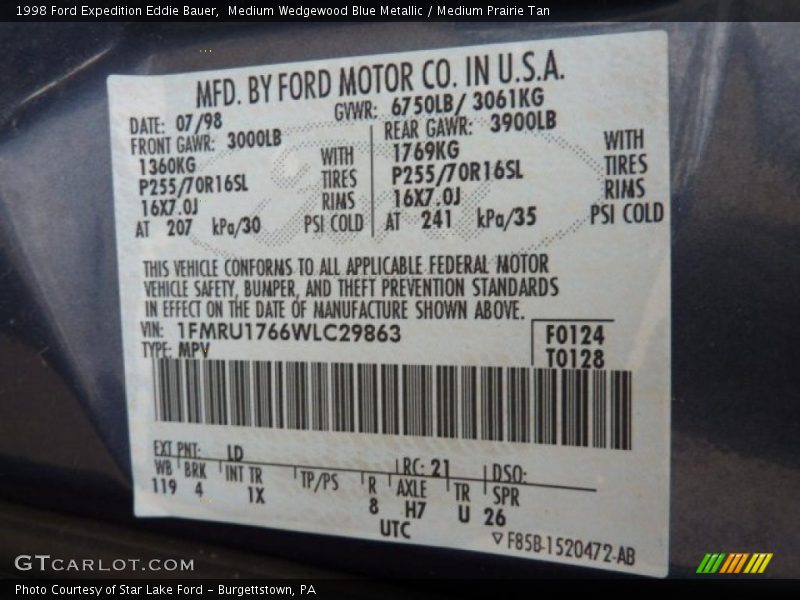 1998 Ford Expedition Eddie Bauer,  Medium Wedgewood Blue Metallic / Medium Prairie Tan
MFD. BY FORD MOTOR CO. IN U.S.A.
DATE: 07/98
GVWR: 6750LB/ 3061KG
FRONT GAWR: 3000LB
1360KG
P255/70R16SL
16X7.0J
AT 207 kPa/30
WITH
TIRES
RIMS
PSI COLD
REAR GAWR: 3900LB
1769KG
P255/70R16SL
16X7.0J
AT 241 kPa/35
WITH
TIRES
RIMS
PSI COLD
THIS VEHICLE CONFORMS TO ALL APPLICABLE FEDERAL MOTOR
VEHICLE SAFETY, BUMPER, AND THEFT PREVENTION STANDARDS
IN EFFECT ON THE DATE OF MANUFACTURE SHOWN ABOVE.
VIN: 1FMRU1766WLC29863
TYPE: MPV
F0124
T0128
EXT PNT: LD RC: 21 DSO:
WB BRK INT TR TP/PS R AXLE TR SPR
119 4 1X 8 H7 U 26
UTC
▽F85B-1520472-AB
GTCARLOT.COM
Photo Courtesy of Star Lake Ford - Burgettstown, PA